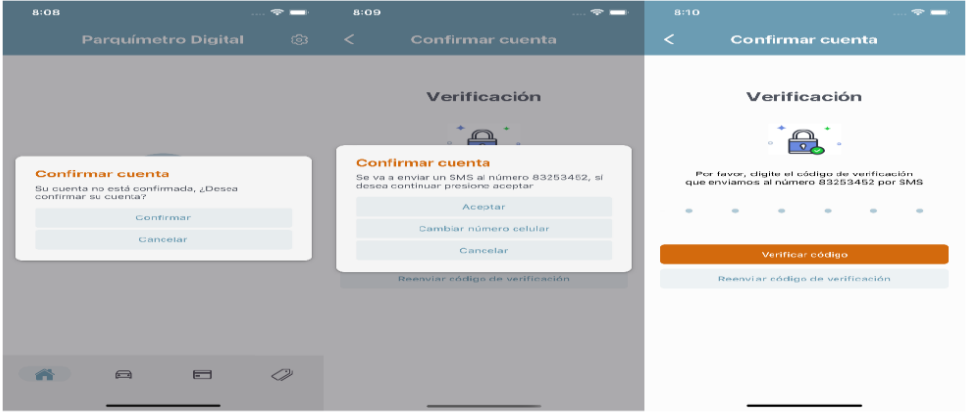 8:08
Parquímetro Digital
Confirmar cuenta
Su cuenta no está confirmada, ¿Desea
confirmar su cuenta?
Confirmar
Cancelar
8:09
Confirmar cuenta
Verificación
Confirmar cuenta
Se va a enviar un SMS al número 83253452, sí
desea continuar presione aceptar
Aceptar
Cambiar número celular
Cancelar
Reenviar código de verificación
8:10
Confirmar cuenta
Verificación
Por favor, digite el código de verificación
que enviamos al número 83253452 por SMS
Verificar código
Reenviar código de verificación